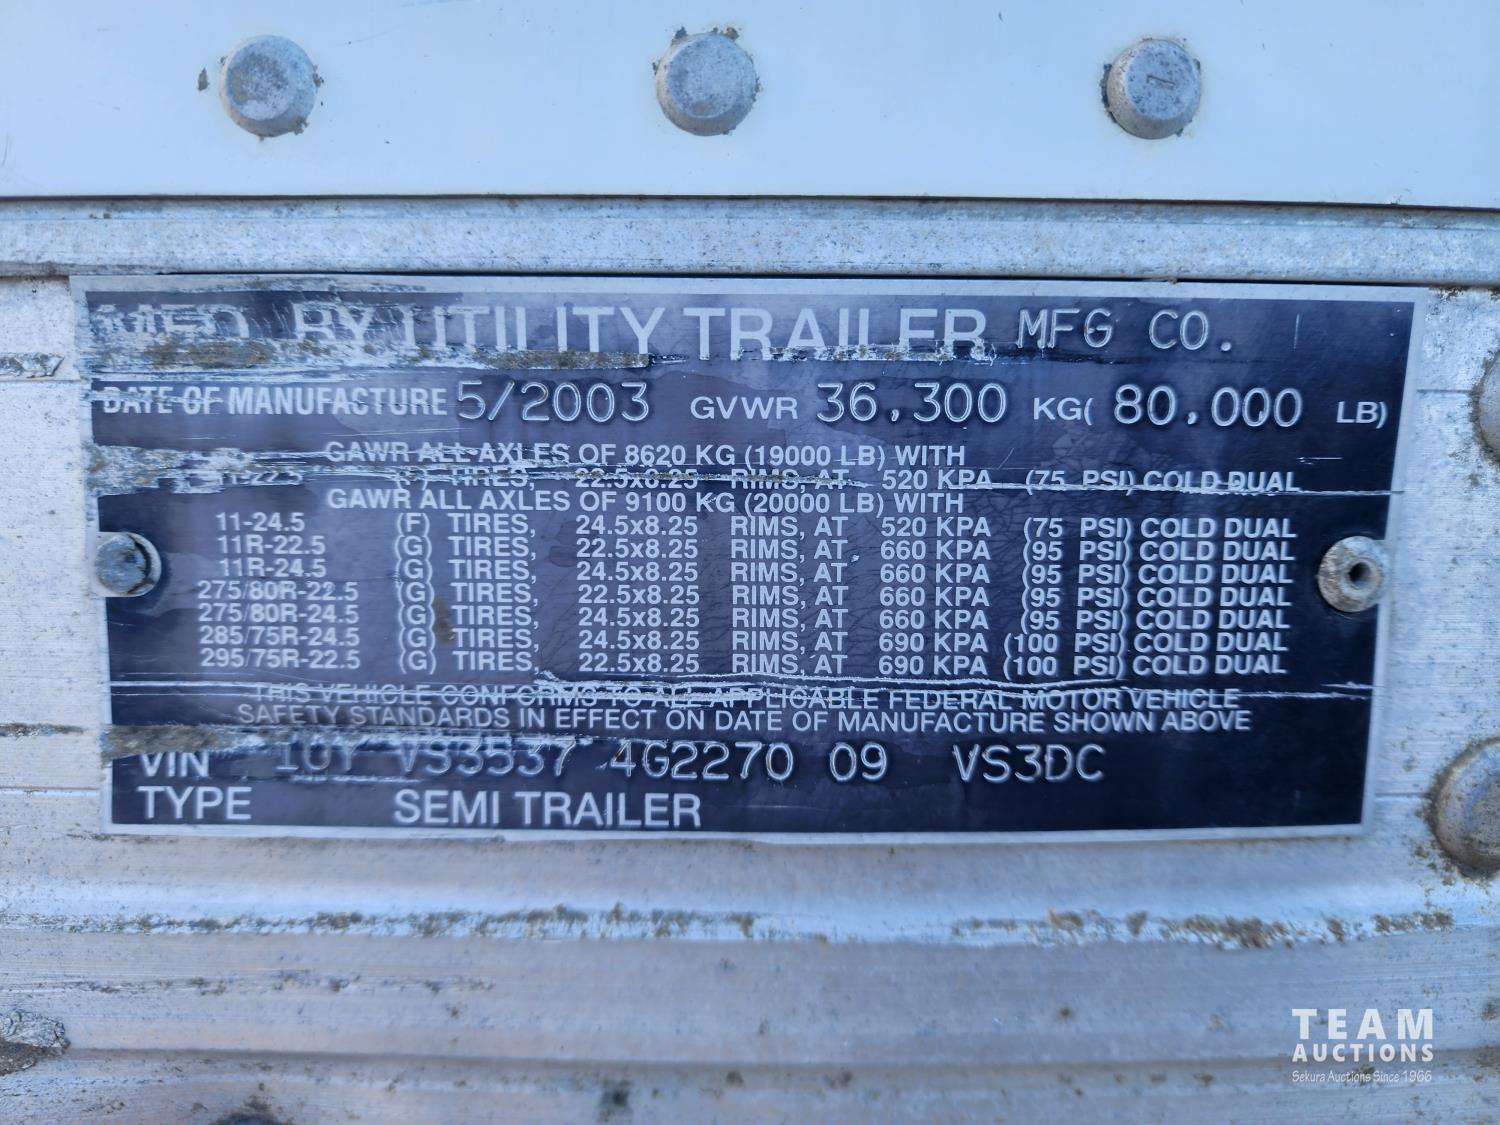 MFD. BY UTILITY TRAILER MFG CO.
DATE OF MANUFACTURE 5/2003 GVWR 36,300 KG( 80,000 LB)
GAWR ALL AXLES OF 8620 KG (19000 LB) WITH
11-22.5 (F) TIRES, 22.5x8.25 RIMS, AT 520 KPA (75 PSI) COLD DUAL
GAWR ALL AXLES OF 9100 KG (20000 LB) WITH
11-24.5 (F) TIRES, 24.5x8.25 RIMS, AT 520 KPA (75 PSI) COLD DUAL
11R-22.5 (G) TIRES, 22.5x8.25 RIMS, AT 660 KPA (95 PSI) COLD DUAL
11R-24.5 (G) TIRES, 24.5x8.25 RIMS, AT 660 KPA (95 PSI) COLD DUAL
275/80R-22.5 (G) TIRES, 22.5x8.25 RIMS, AT 660 KPA (95 PSI) COLD DUAL
275/80R-24.5 (G) TIRES, 24.5x8.25 RIMS, AT 660 KPA (95 PSI) COLD DUAL
285/75R-24.5 (G) TIRES, 24.5x8.25 RIMS, AT 690 KPA (100 PSI) COLD DUAL
295/75R-22.5 (G) TIRES, 22.5x8.25 RIMS, AT 690 KPA (100 PSI) COLD DUAL
THIS VEHICLE CONFORMS TO ALL APPLICABLE FEDERAL MOTOR VEHICLE
SAFETY STANDARDS IN EFFECT ON DATE OF MANUFACTURE SHOWN ABOVE
VIN 1UY VS3537 4G2270 09 VS3DC
TYPE SEMI TRAILER
TEAM
AUCTIONS
Sekura Auctions Since 1966